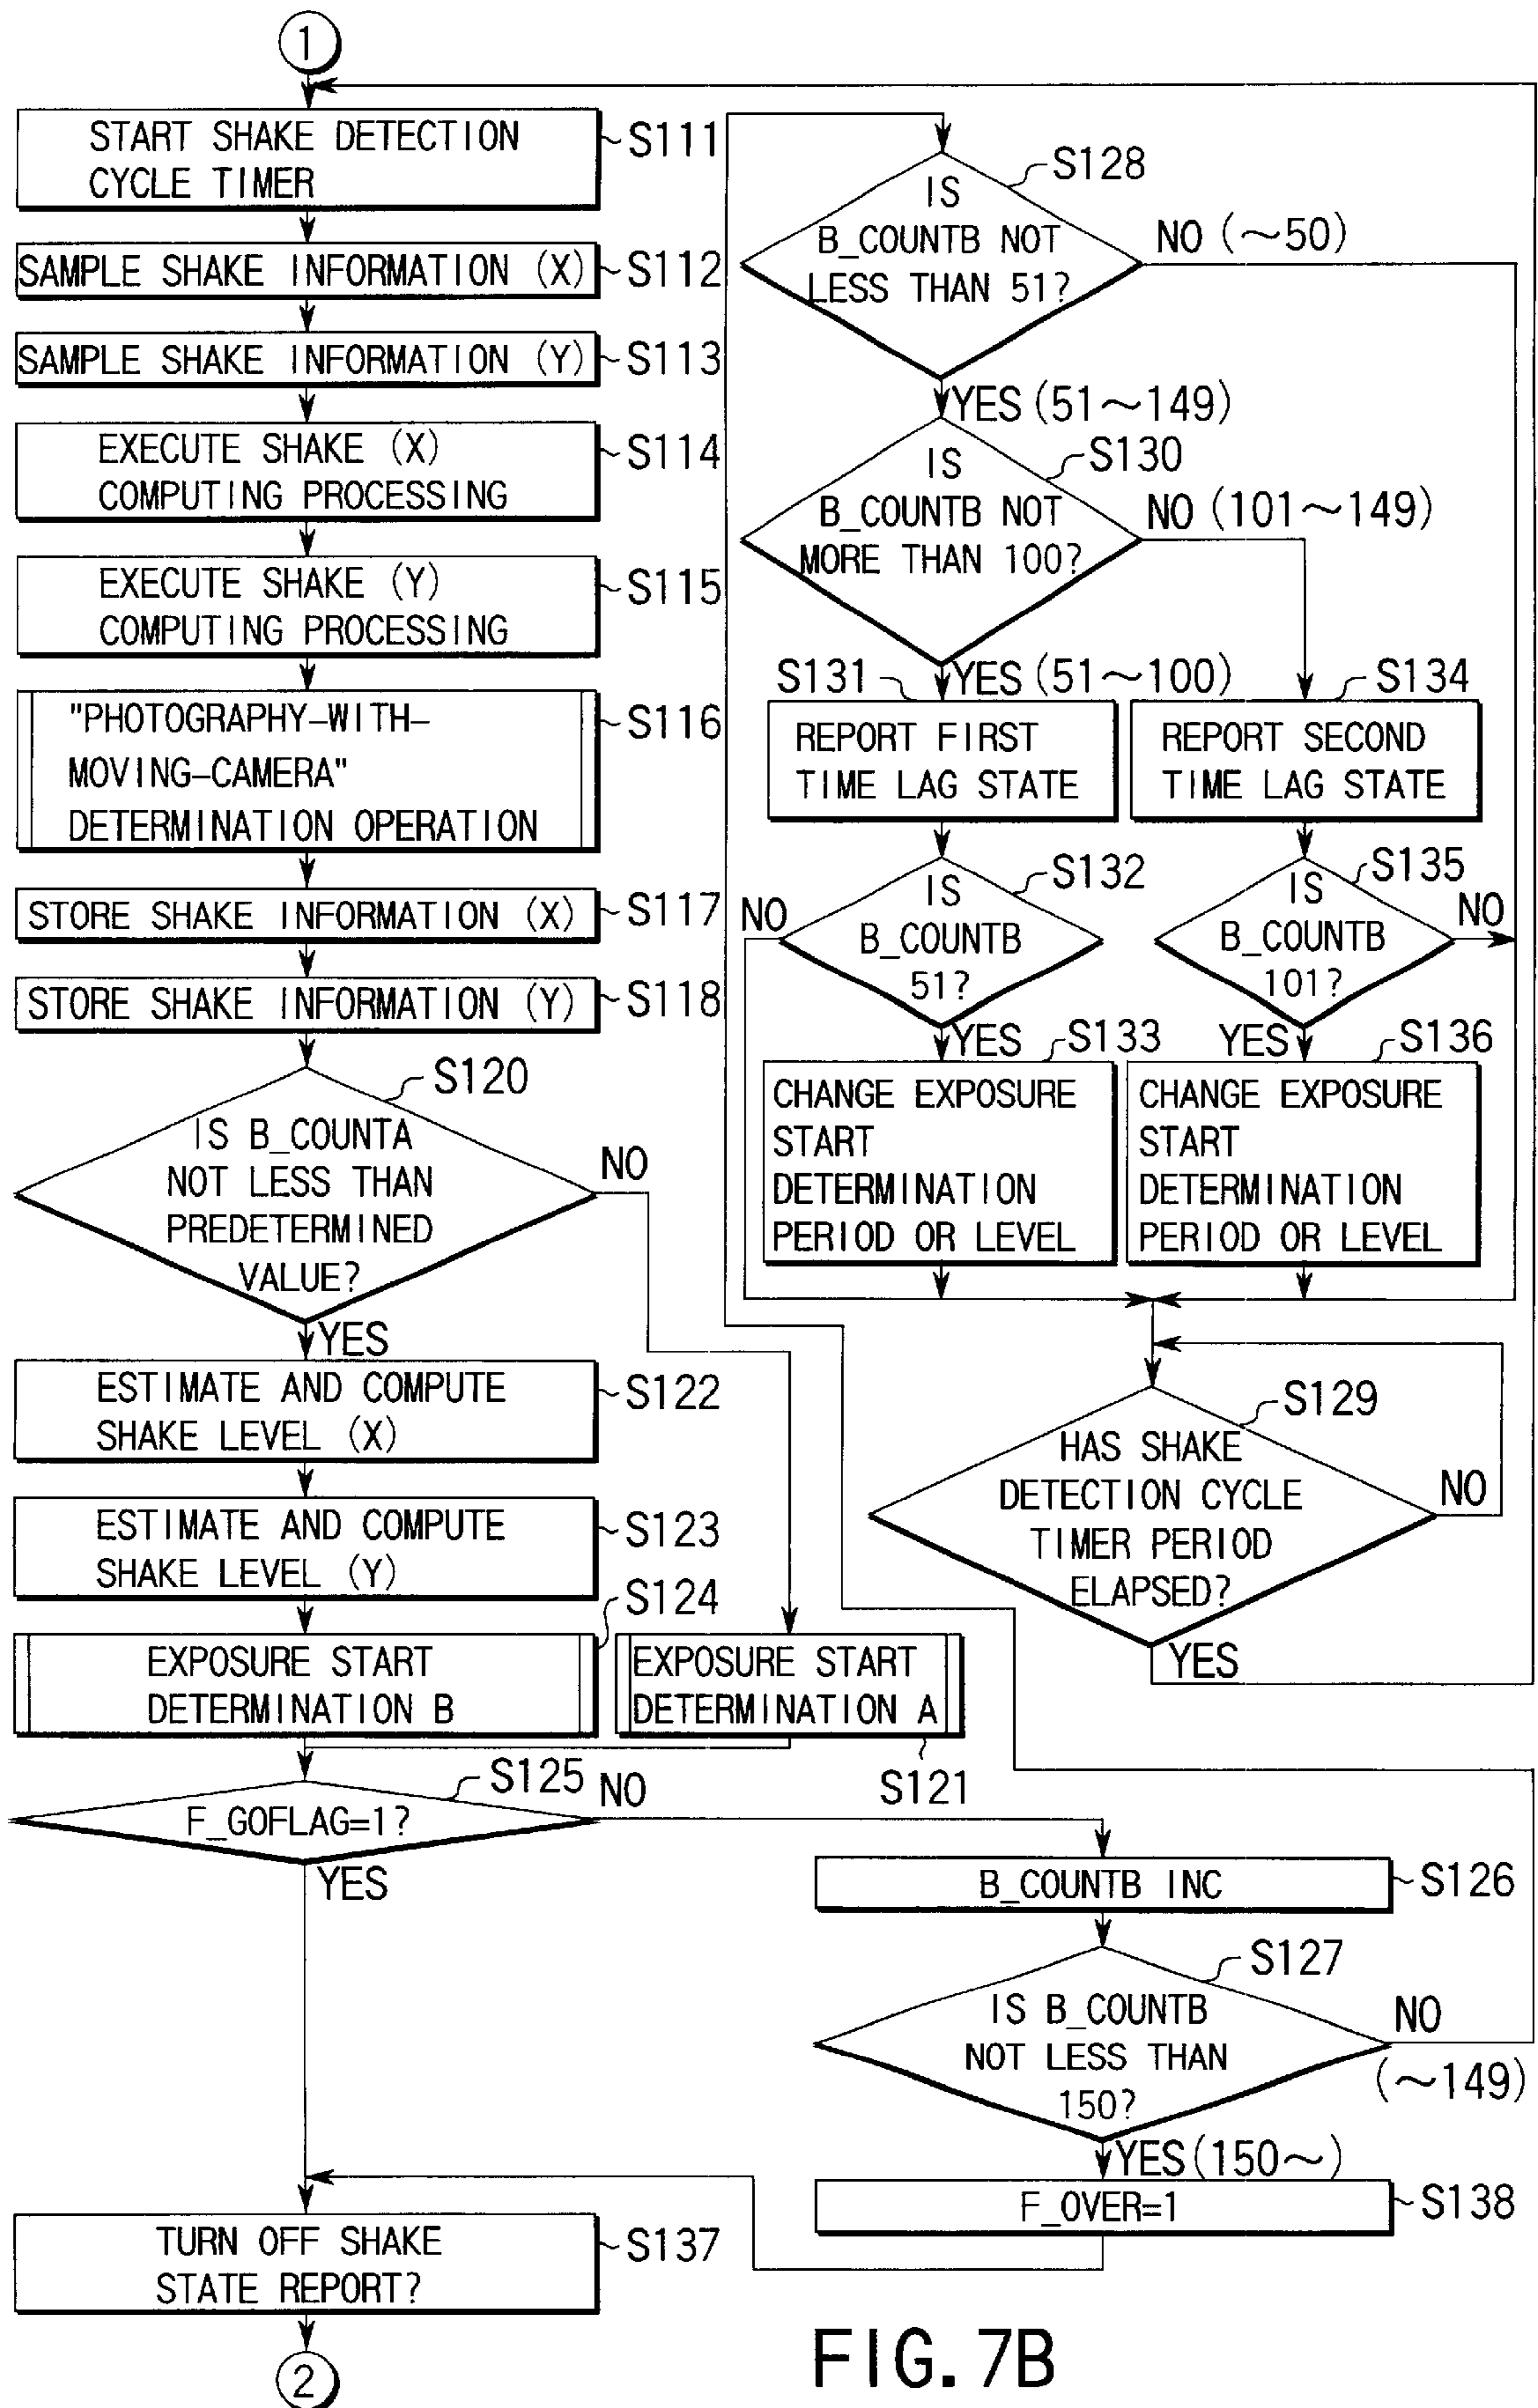 1
START SHAKE DETECTION
CYCLE TIMER
S111
SAMPLE SHAKE INFORMATION (X)
S112
SAMPLE SHAKE INFORMATION (Y)
S113
EXECUTE SHAKE (X)
COMPUTING PROCESSING
S114
EXECUTE SHAKE (Y)
COMPUTING PROCESSING
S115
"PHOTOGRAPHY-WITH-
MOVING-CAMERA"
DETERMINATION OPERATION
S116
STORE SHAKE INFORMATION (X)
S117
STORE SHAKE INFORMATION (Y)
S118
S120
IS B_COUNTA
NOT LESS THAN
PREDETERMINED
VALUE?
NO
YES
ESTIMATE AND COMPUTE
SHAKE LEVEL (X)
S122
ESTIMATE AND COMPUTE
SHAKE LEVEL (Y)
S123
S124
EXPOSURE START
DETERMINATION B
EXPOSURE START
DETERMINATION A
S121
S125
F_GOFLAG=1?
NO
YES
B_COUNTB INC
S126
S127
IS B_COUNTB
NOT LESS THAN
150?
NO
(~149)
YES (150~)
F_OVER=1
S138
TURN OFF SHAKE
STATE REPORT?
S137
2
S128
IS
B_COUNTB NOT
LESS THAN 51?
NO (~50)
YES (51~149)
S130
IS
B_COUNTB NOT
MORE THAN 100?
NO (101~149)
YES (51~100)
S131
REPORT FIRST
TIME LAG STATE
S134
REPORT SECOND
TIME LAG STATE
S132
IS
B_COUNTB
51?
NO
YES
S135
IS
B_COUNTB
101?
NO
YES
S133
CHANGE EXPOSURE
START
DETERMINATION
PERIOD OR LEVEL
S136
CHANGE EXPOSURE
START
DETERMINATION
PERIOD OR LEVEL
S129
HAS SHAKE
DETECTION CYCLE
TIMER PERIOD
ELAPSED?
NO
YES
FIG. 7B